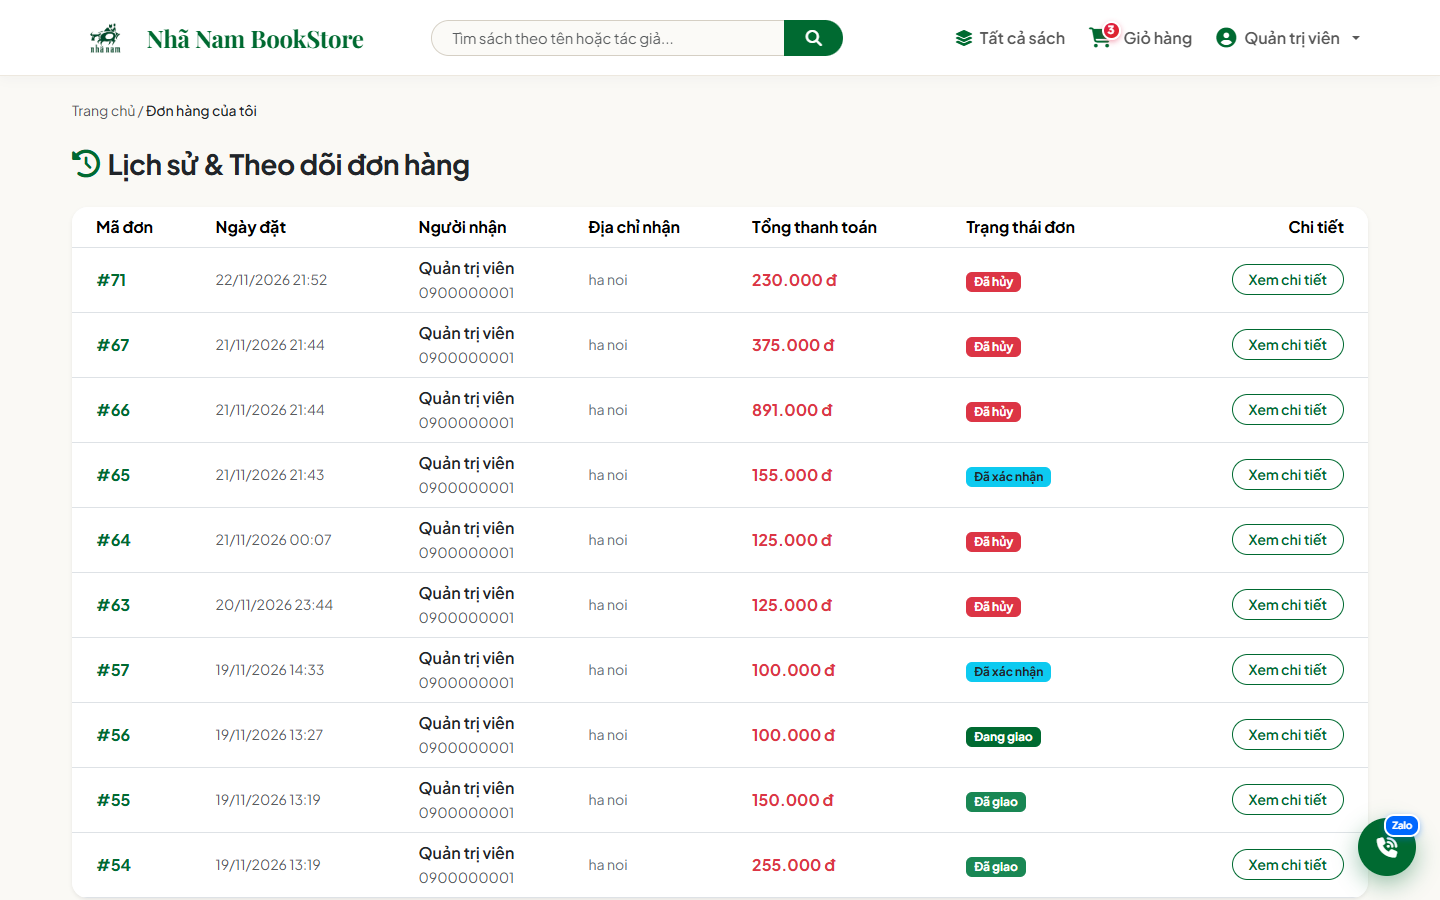 nhã nam
Nhã Nam BookStore
Tìm sách theo tên hoặc tác giả...
Tất cả sách
3
Giỏ hàng
Quản trị viên
Trang chủ / Đơn hàng của tôi
Lịch sử & Theo dõi đơn hàng
Mã đơn Ngày đặt Người nhận Địa chỉ nhận Tổng thanh toán Trạng thái đơn Chi tiết
#71 22/11/2026 21:52 Quản trị viên 0900000001 ha noi 230.000 đ Đã hủy Xem chi tiết
#67 21/11/2026 21:44 Quản trị viên 0900000001 ha noi 375.000 đ Đã hủy Xem chi tiết
#66 21/11/2026 21:44 Quản trị viên 0900000001 ha noi 891.000 đ Đã hủy Xem chi tiết
#65 21/11/2026 21:43 Quản trị viên 0900000001 ha noi 155.000 đ Đã xác nhận Xem chi tiết
#64 21/11/2026 00:07 Quản trị viên 0900000001 ha noi 125.000 đ Đã hủy Xem chi tiết
#63 20/11/2026 23:44 Quản trị viên 0900000001 ha noi 125.000 đ Đã hủy Xem chi tiết
#57 19/11/2026 14:33 Quản trị viên 0900000001 ha noi 100.000 đ Đã xác nhận Xem chi tiết
#56 19/11/2026 13:27 Quản trị viên 0900000001 ha noi 100.000 đ Đang giao Xem chi tiết
#55 19/11/2026 13:19 Quản trị viên 0900000001 ha noi 150.000 đ Đã giao Xem chi tiết
#54 19/11/2026 13:19 Quản trị viên 0900000001 ha noi 255.000 đ Đã giao Xem chi tiết
Zalo